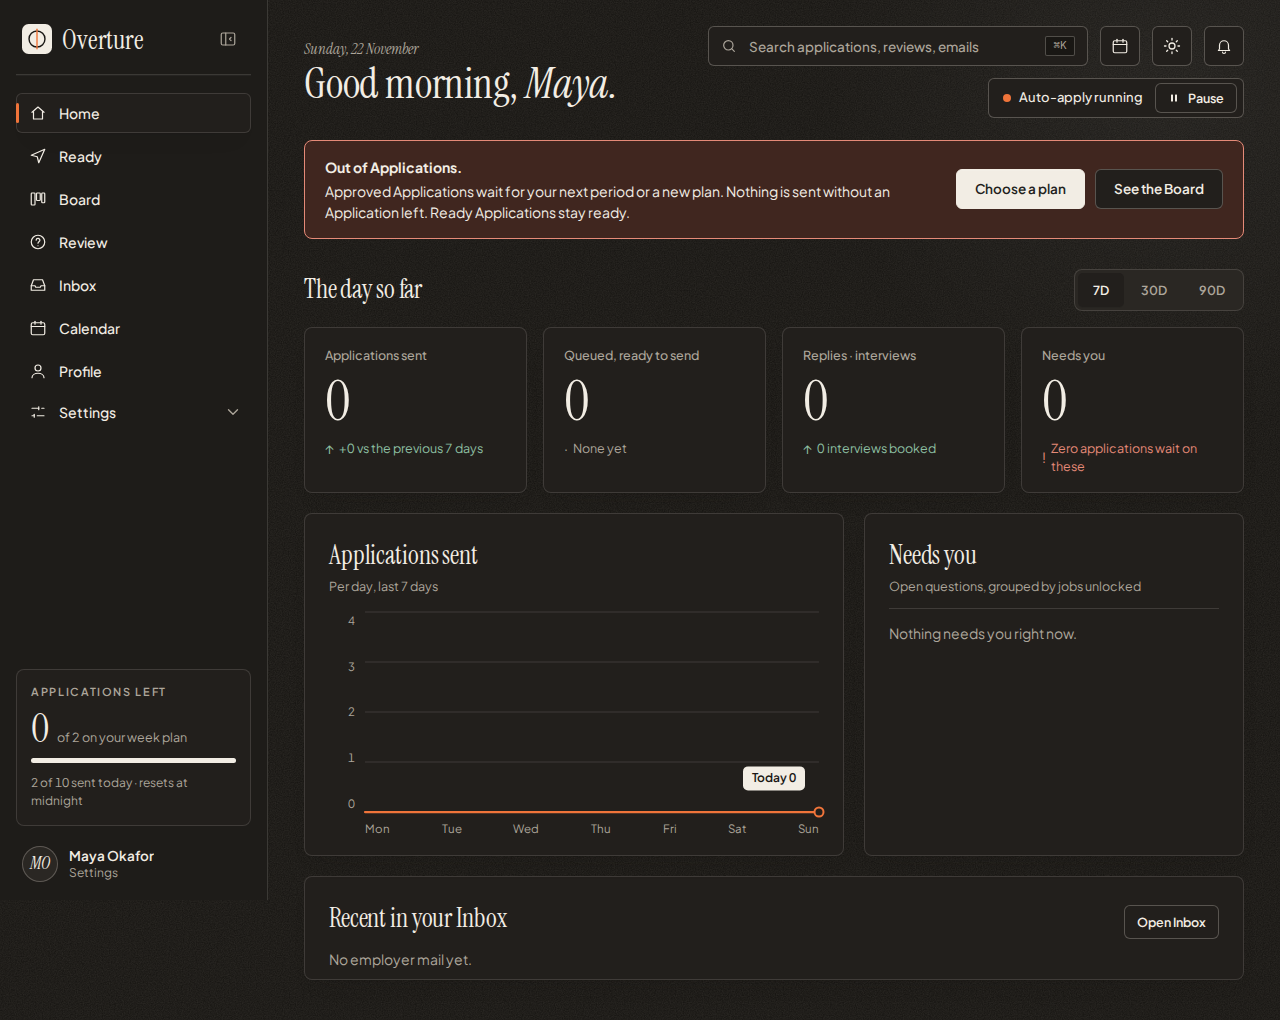 Overture
Home
Ready
Board
Review
Inbox
Calendar
Profile
Settings
APPLICATIONS LEFT
0 of 2 on your week plan
2 of 10 sent today · resets at
midnight
MO
Maya Okafor
Settings
Sunday, 22 November
Good morning, Maya.
Search applications, reviews, emails
⌘K
Auto-apply running
Pause
Out of Applications.
Approved Applications wait for your next period or a new plan. Nothing is sent without an
Application left. Ready Applications stay ready.
Choose a plan
See the Board
The day so far
7D 30D 90D
Applications sent
0
↑ +0 vs the previous 7 days
Queued, ready to send
0
· None yet
Replies · interviews
0
↑ 0 interviews booked
Needs you
0
! Zero applications wait on
these
Applications sent
Per day, last 7 days
4
3
2
1
0
Today 0
Mon Tue Wed Thu Fri Sat Sun
Needs you
Open questions, grouped by jobs unlocked
Nothing needs you right now.
Recent in your Inbox
Open Inbox
No employer mail yet.